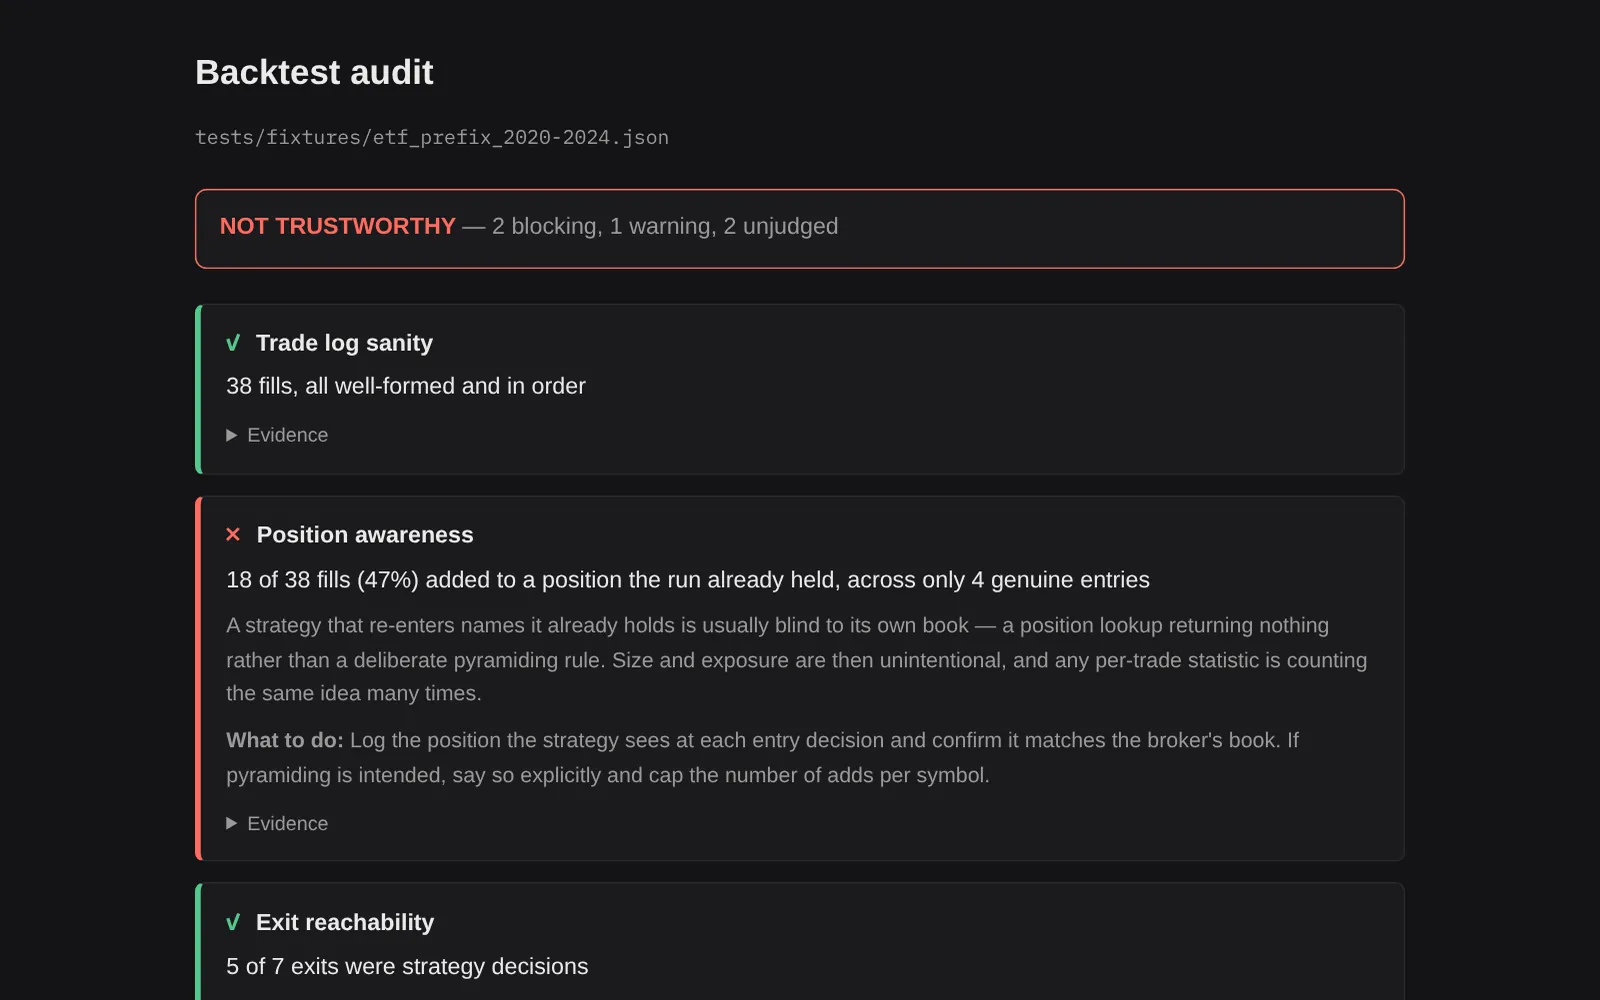 Backtest audit
tests/fixtures/etf_prefix_2020-2024.json
NOT TRUSTWORTHY — 2 blocking, 1 warning, 2 unjudged
√ Trade log sanity
38 fills, all well-formed and in order
▶ Evidence
✕ Position awareness
18 of 38 fills (47%) added to a position the run already held, across only 4 genuine entries
A strategy that re-enters names it already holds is usually blind to its own book — a position lookup returning nothing
rather than a deliberate pyramiding rule. Size and exposure are then unintentional, and any per-trade statistic is counting
the same idea many times.
What to do: Log the position the strategy sees at each entry decision and confirm it matches the broker's book. If
pyramiding is intended, say so explicitly and cap the number of adds per symbol.
▶ Evidence
√ Exit reachability
5 of 7 exits were strategy decisions